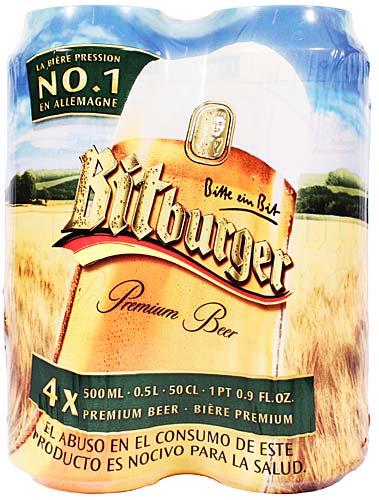 LA BIÈRE PRESSION
NO.1
EN ALLEMAGNE
Bitte ein Bit
Bitburger
Premium Beer
4X
500 ML · 0.5L · 50 CL · 1 PT 0.9 FL.OZ.
PREMIUM BEER · BIÈRE PREMIUM
EL ABUSO EN EL CONSUMO DE ESTE
PRODUCTO ES NOCIVO PARA LA SALUD.